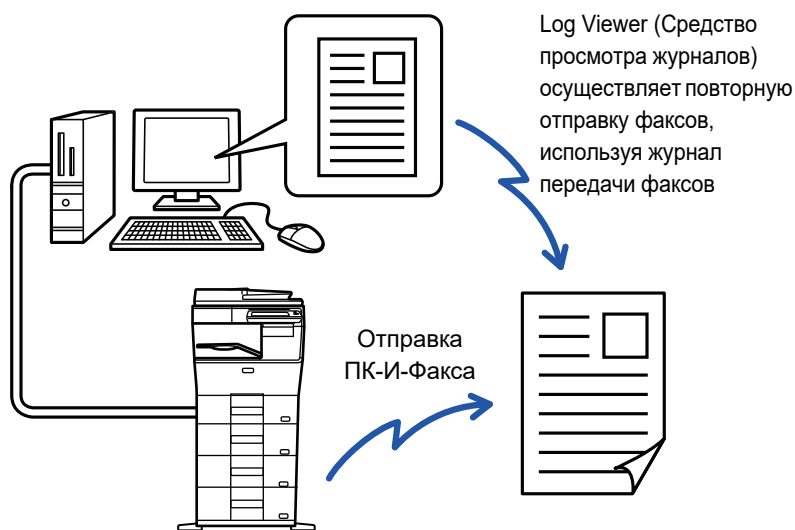 Log Viewer (Средство
просмотра журналов)
осуществляет повторную
отправку факсов,
используя журнал
передачи факсов
Отправка
ПК-И-Факса